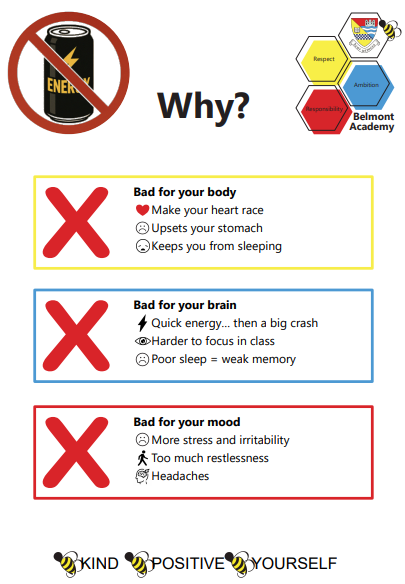 ENERGY
Why?
Respect
Ambition
Responsibility
Belmont
Academy
Bad for your body
Make your heart race
Upsets your stomach
Keeps you from sleeping
Bad for your brain
Quick energy... then a big crash
Harder to focus in class
Poor sleep = weak memory
Bad for your mood
More stress and irritability
Too much restlessness
Headaches
KIND POSITIVE YOURSELF